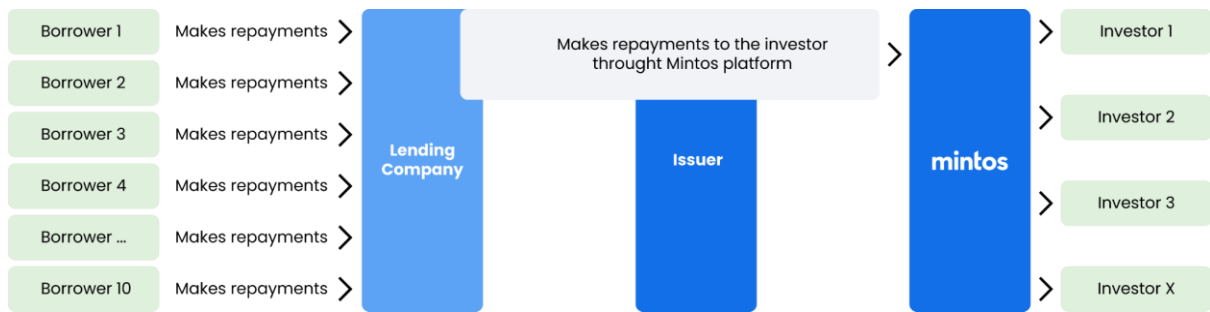 Borrower 1 Makes repayments
Borrower 2 Makes repayments
Borrower 3 Makes repayments
Borrower 4 Makes repayments
Borrower ... Makes repayments
Borrower 10 Makes repayments
Lending
Company
Makes repayments to the investor
throught Mintos platform
Issuer
mintos
Investor 1
Investor 2
Investor 3
Investor X